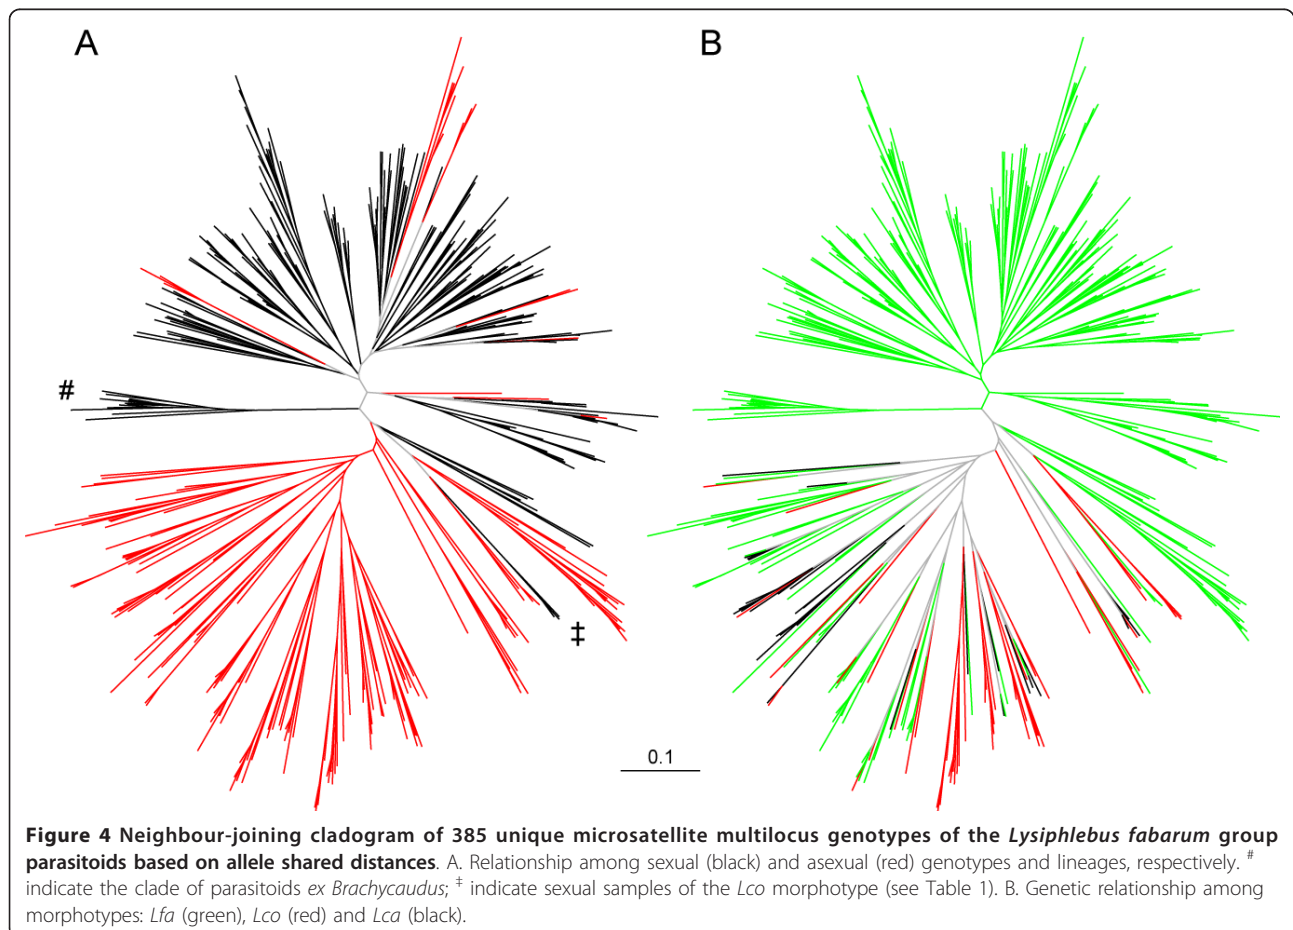 A
B
#
‡
0.1
Figure 4 Neighbour-joining cladogram of 385 unique microsatellite multilocus genotypes of the Lysiphlebus fabarum group
parasitoids based on allele shared distances. A. Relationship among sexual (black) and asexual (red) genotypes and lineages, respectively. #
indicate the clade of parasitoids ex Brachycaudus; ‡ indicate sexual samples of the Lco morphotype (see Table 1). B. Genetic relationship among
morphotypes: Lfa (green), Lco (red) and Lca (black).